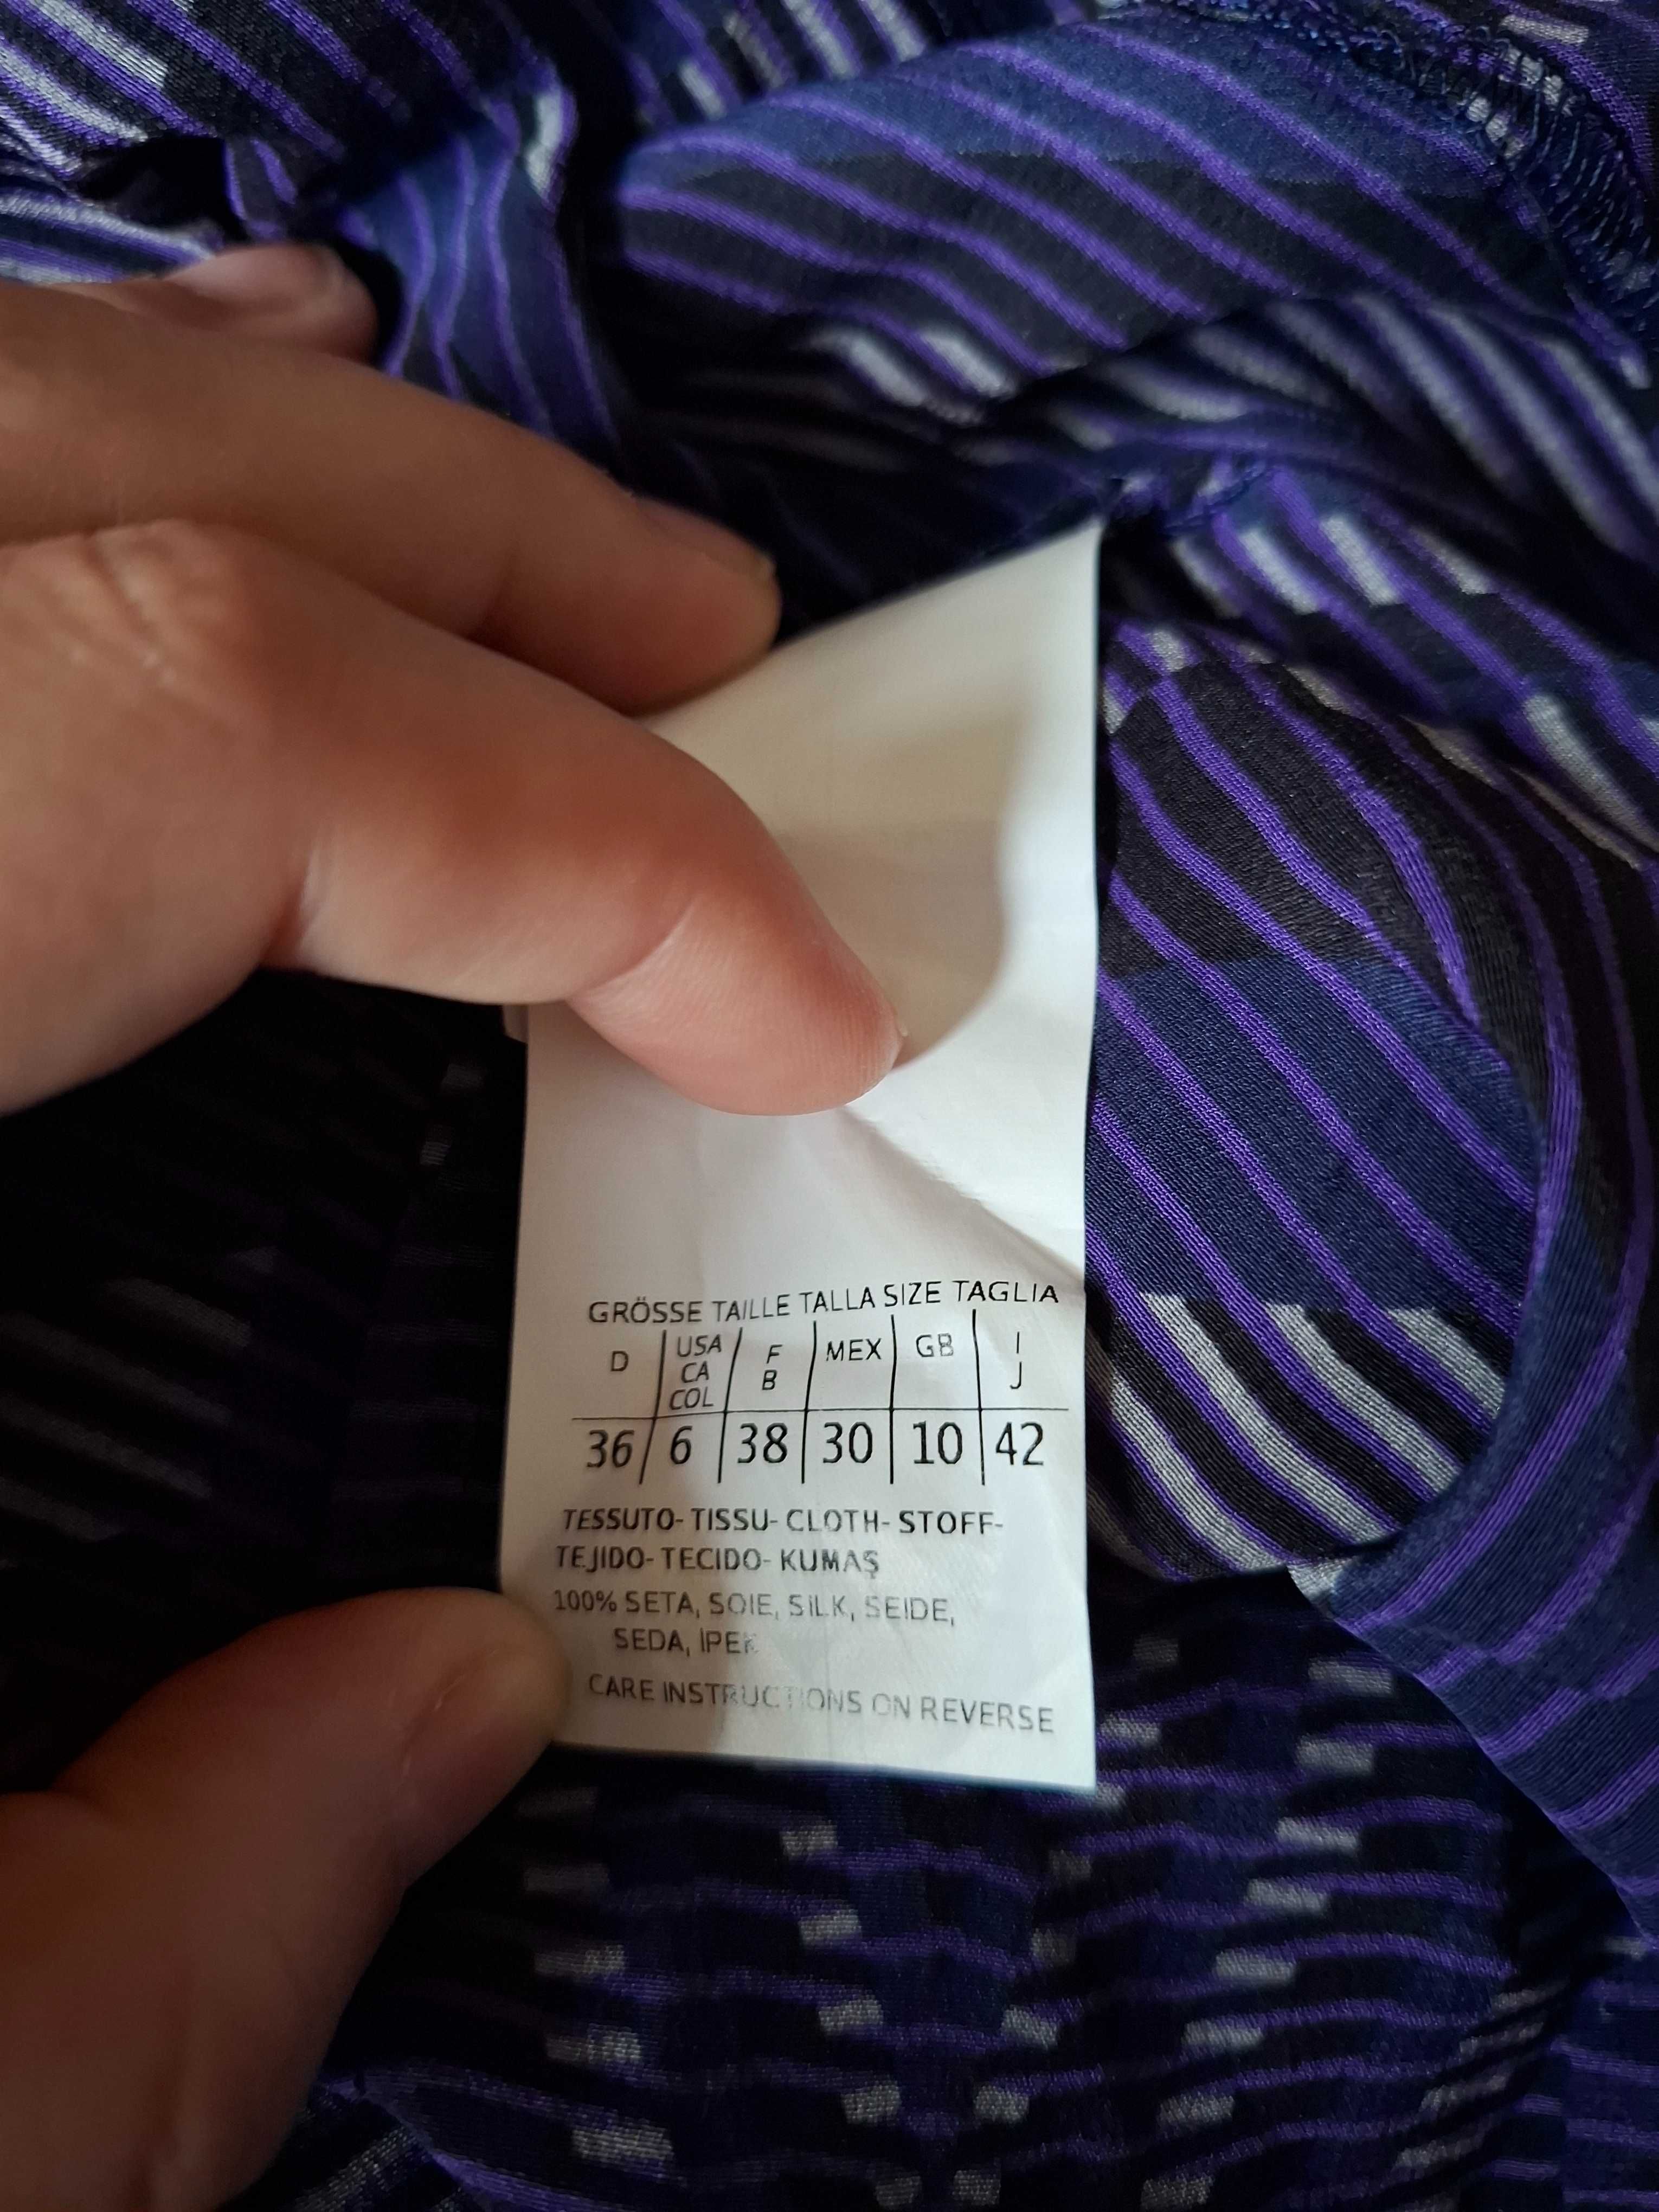 GRÖSSE TAILLE TALLA SIZE TAGLIA
D USA CA COL F B MEX GB I J
36 6 38 30 10 42
TESSUTO- TISSU- CLOTH- STOFF-
TEJIDO- TECIDO- KUMAŞ
100% SETA, SOIE, SILK, SEIDE,
SEDA, IPEK
CARE INSTRUCTIONS ON REVERSE